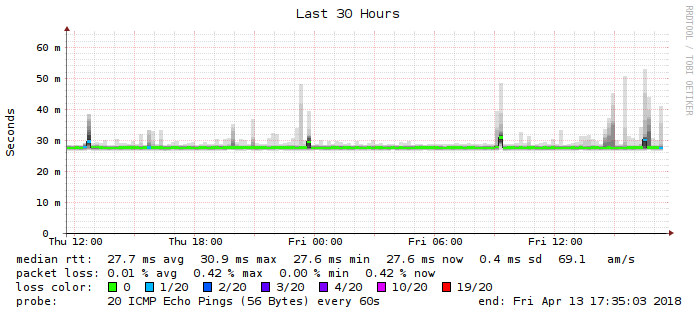 Last 30 Hours
RRDTOOL / TOBI OETIKER
Seconds
60 m
50 m
40 m
30 m
20 m
10 m
0
Thu 12:00 Thu 18:00 Fri 00:00 Fri 06:00 Fri 12:00
median rtt: 27.7 ms avg 30.9 ms max 27.6 ms min 27.6 ms now 0.4 ms sd 69.1 am/s
packet loss: 0.01 % avg 0.42 % max 0.00 % min 0.42 % now
loss color: 0 1/20 2/20 3/20 4/20 10/20 19/20
probe: 20 ICMP Echo Pings (56 Bytes) every 60s end: Fri Apr 13 17:35:03 2018